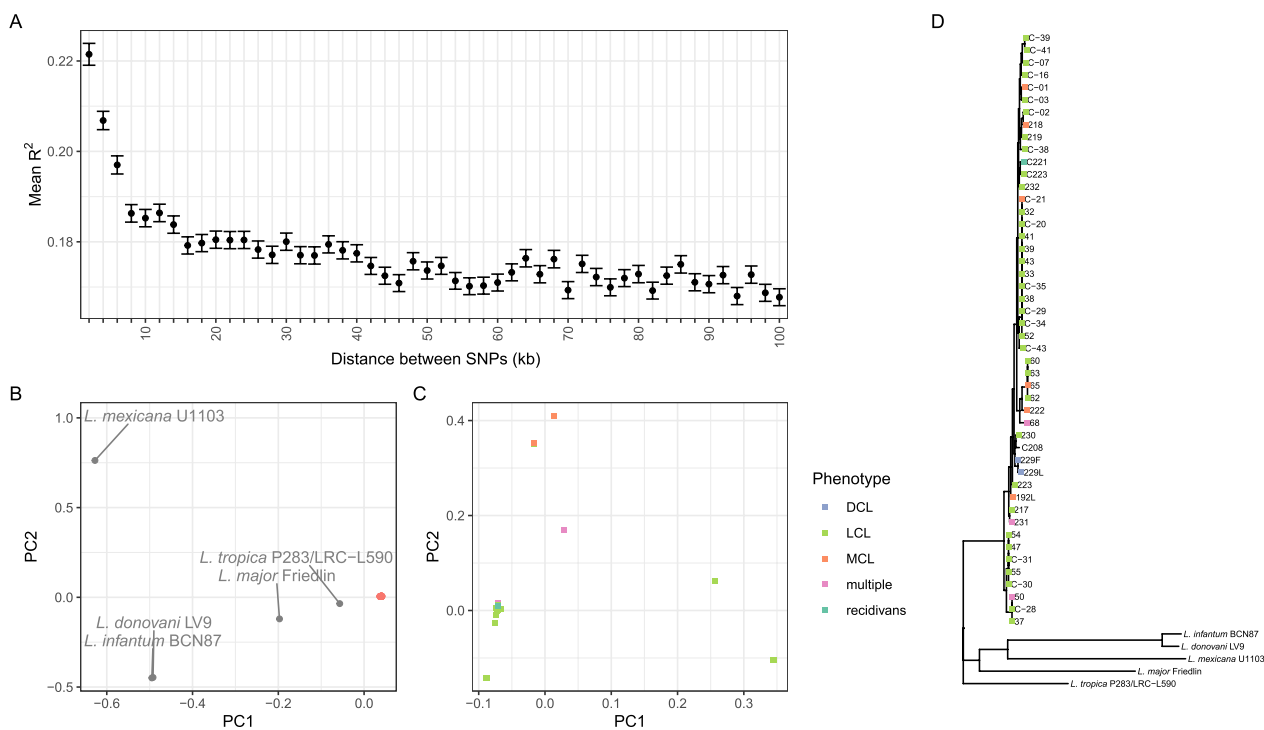 A
Mean R2
0.22
0.20
0.18
10
20
30
40
50
60
70
80
90
100
Distance between SNPs (kb)
B
PC2
1.0
0.5
0.0
−0.5
L. mexicana U1103
L. tropica P283/LRC−L590
L. major Friedlin
L. donovani LV9
L. infantum BCN87
−0.6
−0.4
−0.2
0.0
PC1
C
PC2
0.4
0.2
0.0
−0.1
0.0
0.1
0.2
0.3
PC1
Phenotype
DCL
LCL
MCL
multiple
recidivans
D
C−39
C−41
C−07
C−16
C−01
C−03
C−02
218
219
C−38
C221
C223
232
C−21
32
C−20
41
39
43
33
C−35
38
C−29
C−34
52
C−43
60
63
65
62
222
68
230
C208
229F
229L
223
192L
217
231
54
47
C−31
55
C−30
50
C−28
37
L. infantum BCN87
L. donovani LV9
L. mexicana U1103
L. major Friedlin
L. tropica P283/LRC−L590